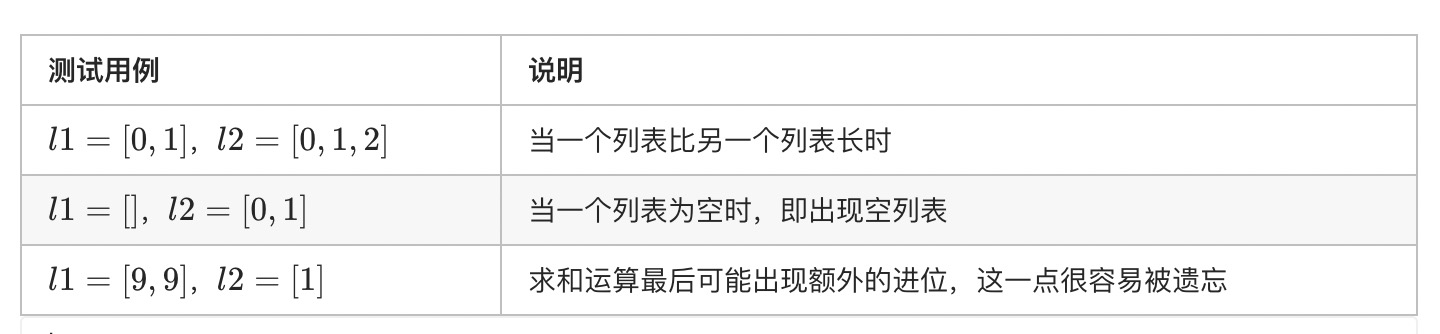 测试用例 说明
l1 = [0, 1]，l2 = [0, 1, 2] 当一个列表比另一个列表长时
l1 = []，l2 = [0, 1] 当一个列表为空时，即出现空列表
l1 = [9, 9]，l2 = [1] 求和运算最后可能出现额外的进位，这一点很容易被遗忘